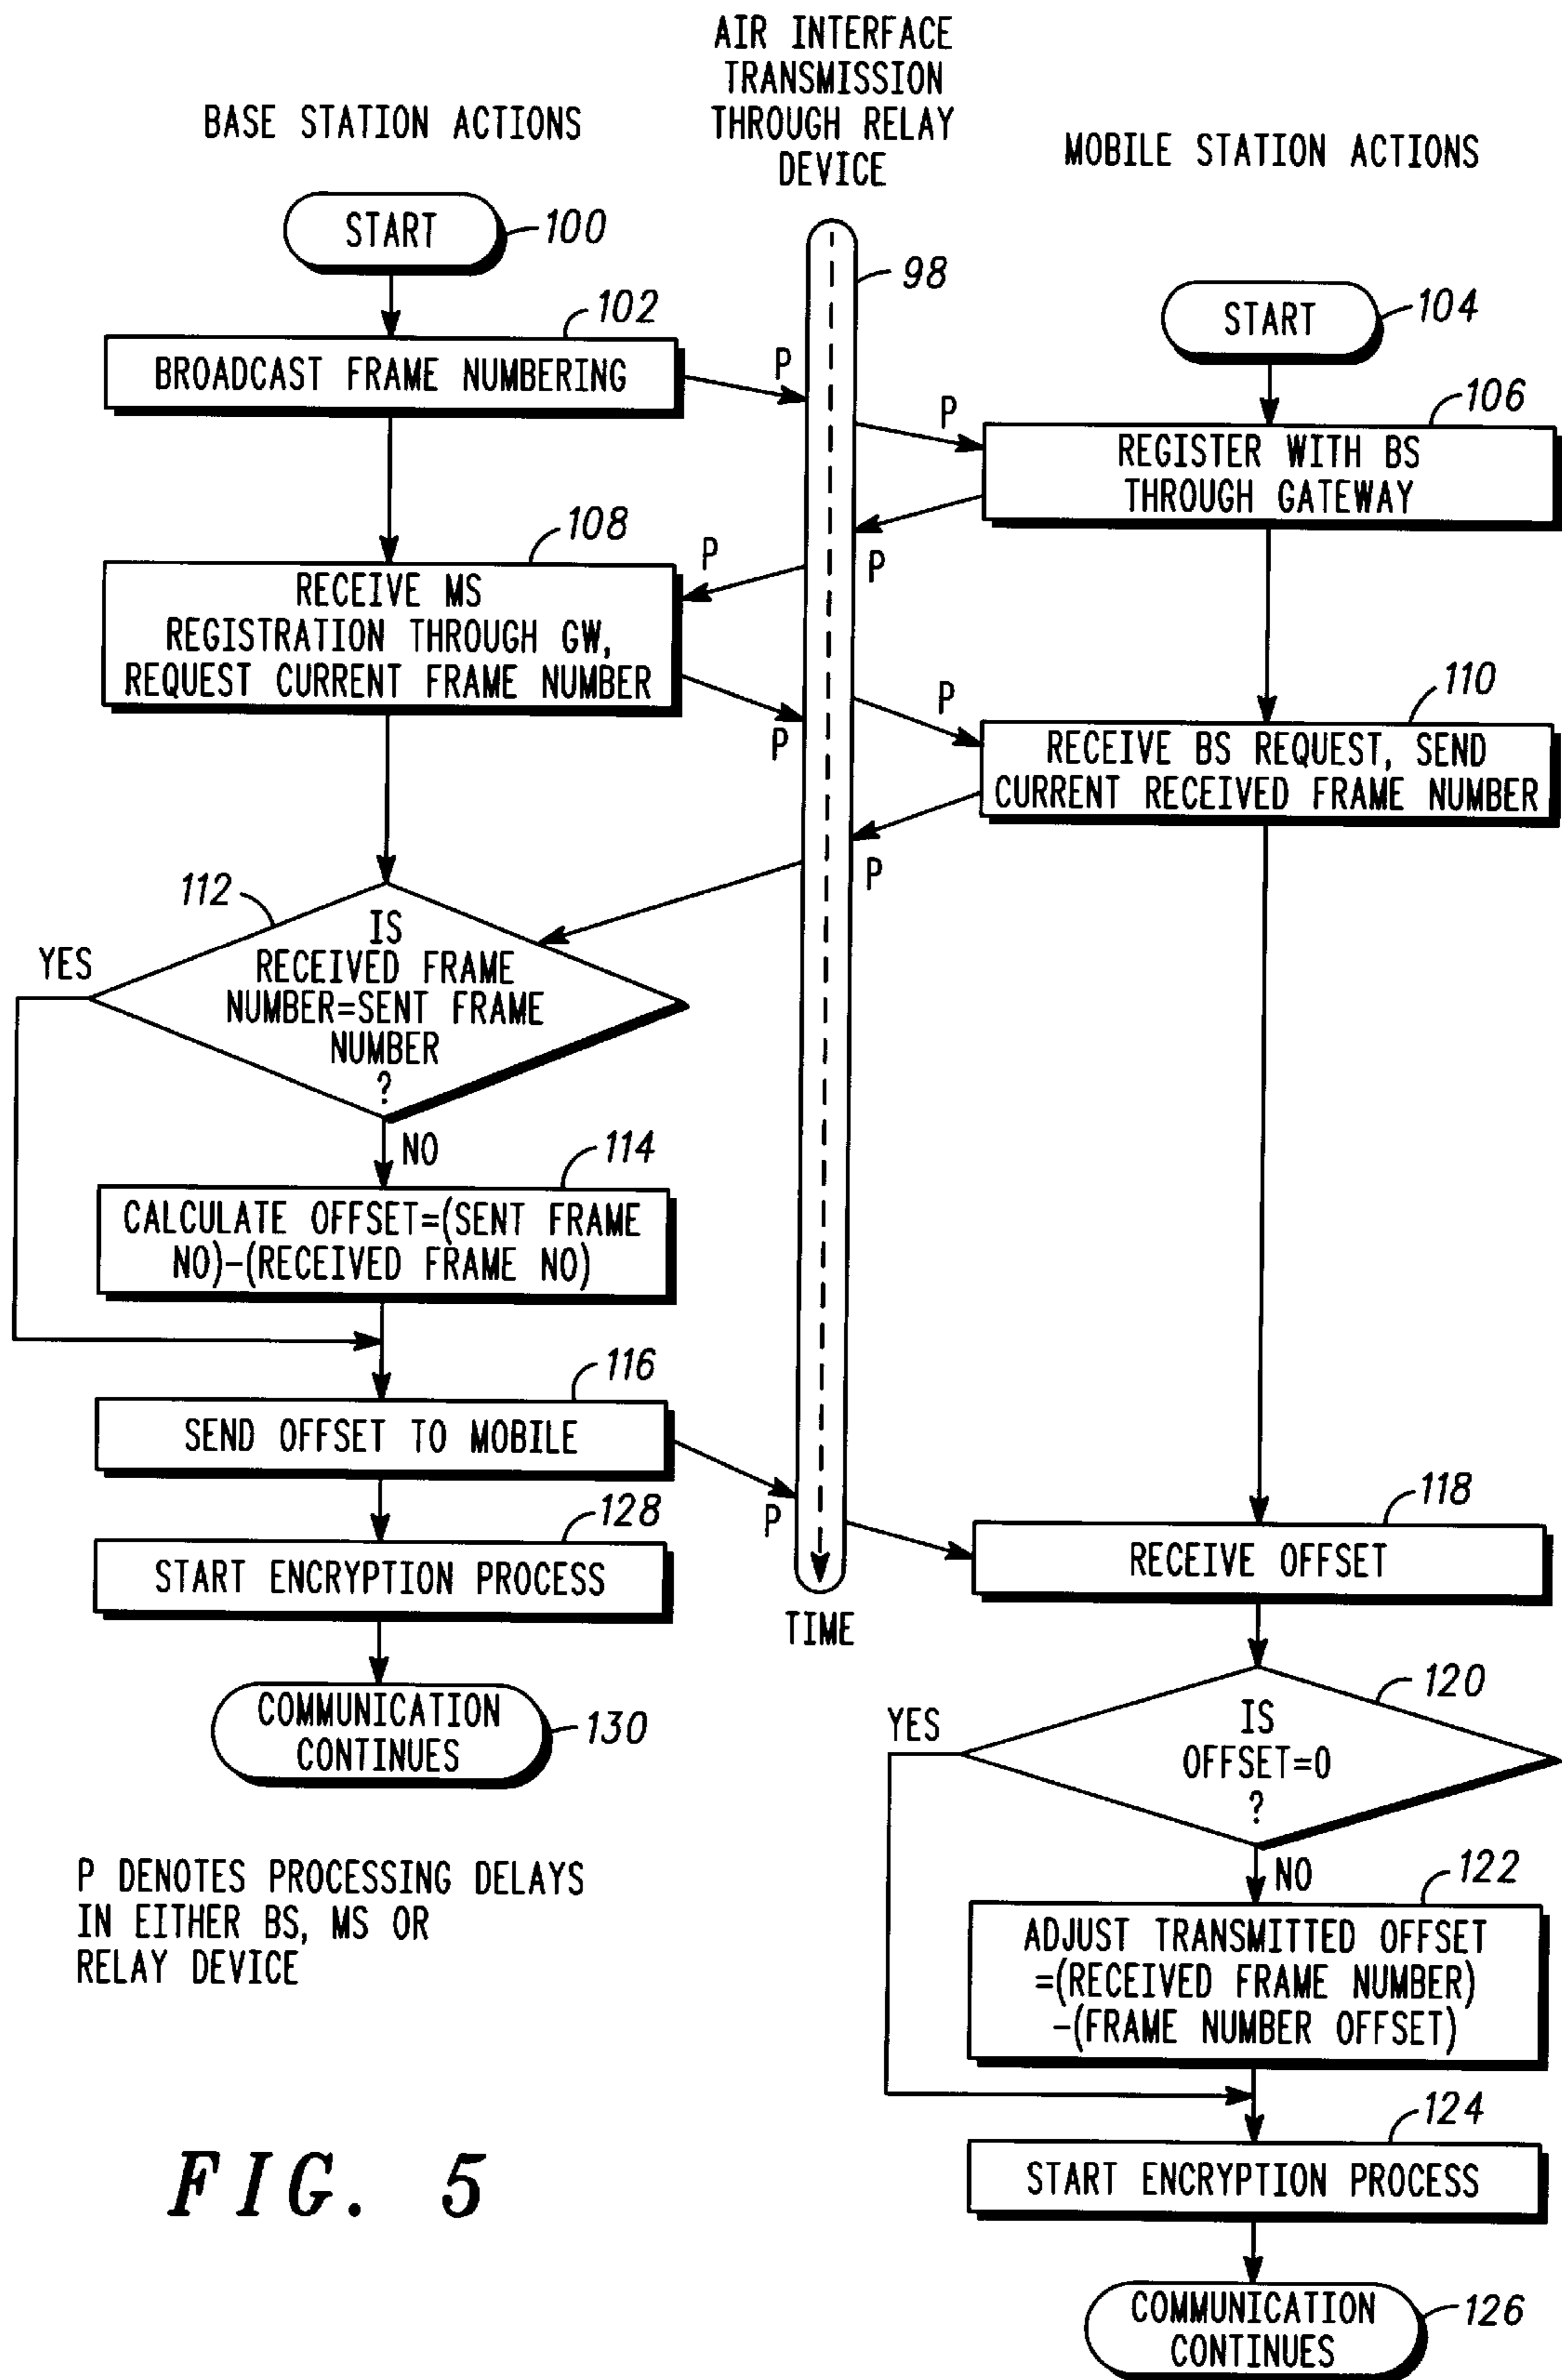 AIR INTERFACE
TRANSMISSION
THROUGH RELAY
DEVICE
BASE STATION ACTIONS
MOBILE STATION ACTIONS
START
100
98
START
104
102
BROADCAST FRAME NUMBERING
P
P
106
REGISTER WITH BS
THROUGH GATEWAY
108
P
P
RECEIVE MS
REGISTRATION THROUGH GW,
REQUEST CURRENT FRAME NUMBER
P
P
110
RECEIVE BS REQUEST, SEND
CURRENT RECEIVED FRAME NUMBER
P
112
IS
RECEIVED FRAME
NUMBER=SENT FRAME
NUMBER
?
YES
NO
114
CALCULATE OFFSET=(SENT FRAME
NO)-(RECEIVED FRAME NO)
116
SEND OFFSET TO MOBILE
P
128
START ENCRYPTION PROCESS
118
RECEIVE OFFSET
TIME
COMMUNICATION
CONTINUES
130
120
YES
IS
OFFSET=0
?
NO
122
ADJUST TRANSMITTED OFFSET
=(RECEIVED FRAME NUMBER)
-(FRAME NUMBER OFFSET)
P DENOTES PROCESSING DELAYS
IN EITHER BS, MS OR
RELAY DEVICE
124
START ENCRYPTION PROCESS
COMMUNICATION
CONTINUES
126
FIG. 5